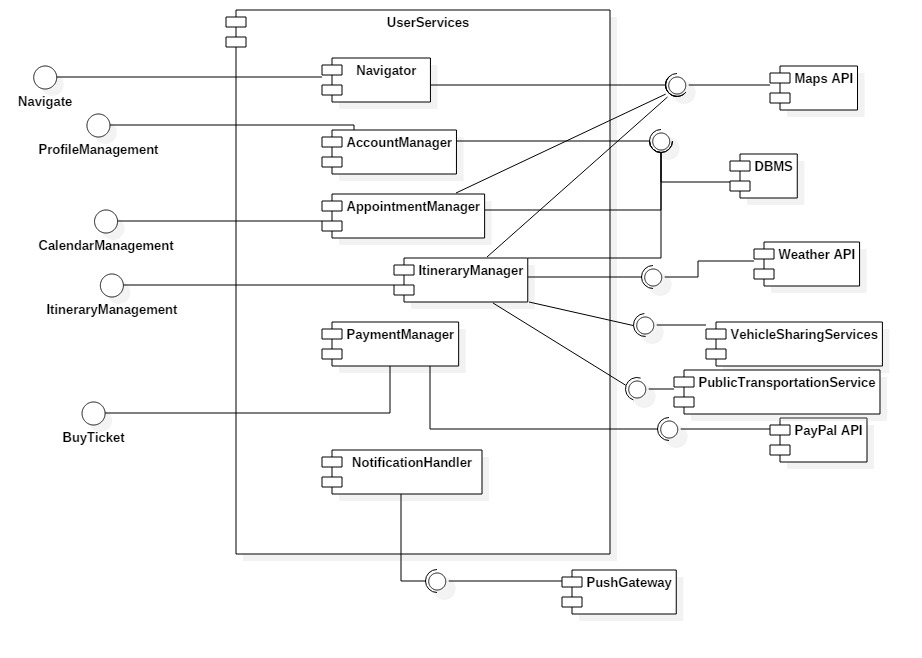 UserServices
Navigator
Maps API
Navigate
ProfileManagement
AccountManager
DBMS
AppointmentManager
CalendarManagement
Weather API
ItineraryManager
ItineraryManagement
PaymentManager
VehicleSharingServices
PublicTransportationService
BuyTicket
PayPal API
NotificationHandler
PushGateway